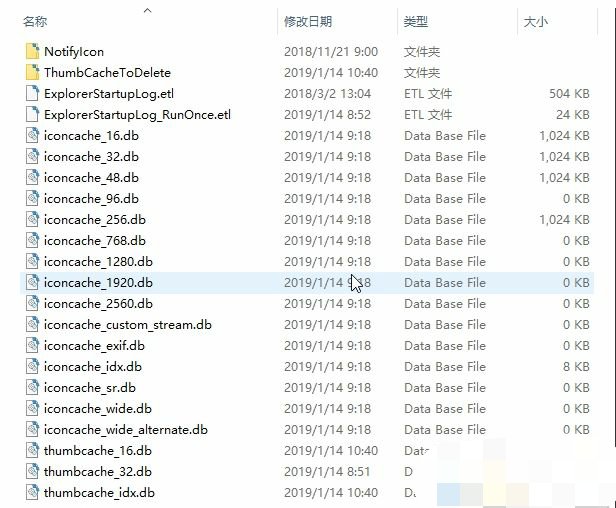 名称 修改日期 类型 大小
NotifyIcon 2018/11/21 9:00 文件夹
ThumbCacheToDelete 2019/1/14 10:40 文件夹
ExplorerStartupLog.etl 2018/3/2 13:04 ETL 文件 504 KB
ExplorerStartupLog_RunOnce.etl 2019/1/14 8:52 ETL 文件 24 KB
iconcache_16.db 2019/1/14 9:18 Data Base File 1,024 KB
iconcache_32.db 2019/1/14 9:18 Data Base File 1,024 KB
iconcache_48.db 2019/1/14 9:18 Data Base File 1,024 KB
iconcache_96.db 2019/1/14 9:18 Data Base File 0 KB
iconcache_256.db 2019/1/14 9:18 Data Base File 1,024 KB
iconcache_768.db 2019/1/14 9:18 Data Base File 0 KB
iconcache_1280.db 2019/1/14 9:18 Data Base File 0 KB
iconcache_1920.db 2019/1/14 9:18 Data Base File 0 KB
iconcache_2560.db 2019/1/14 9:18 Data Base File 0 KB
iconcache_custom_stream.db 2019/1/14 9:18 Data Base File 0 KB
iconcache_exif.db 2019/1/14 9:18 Data Base File 0 KB
iconcache_idx.db 2019/1/14 9:18 Data Base File 8 KB
iconcache_sr.db 2019/1/14 9:18 Data Base File 0 KB
iconcache_wide.db 2019/1/14 9:18 Data Base File 0 KB
iconcache_wide_alternate.db 2019/1/14 9:18 Data Base File 0 KB
thumbcache_16.db 2019/1/14 10:40
thumbcache_32.db 2019/1/14 8:51
thumbcache_idx.db 2019/1/14 10:40